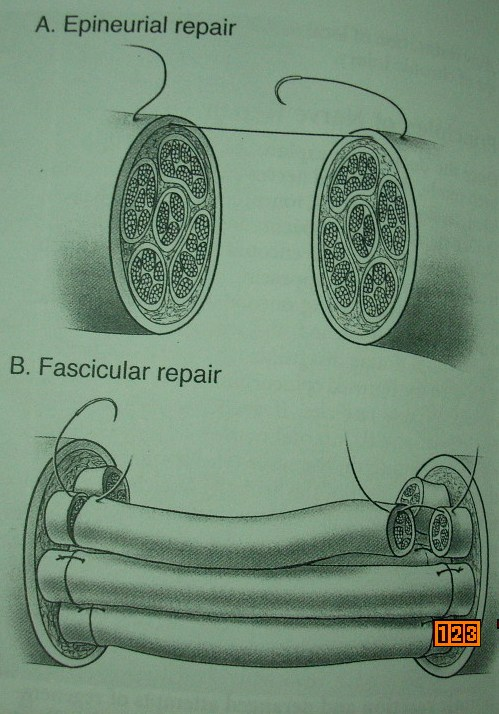 A. Epineurial repair
B. Fascicular repair
123